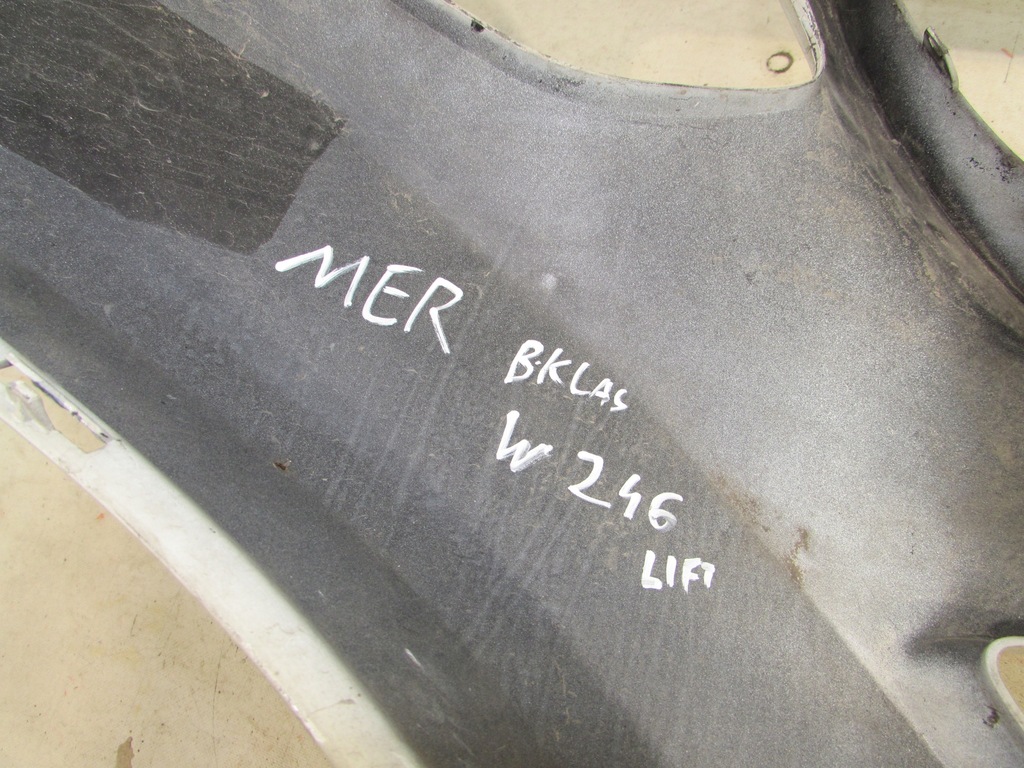 MER
B.KLAS
W 246
LIFT